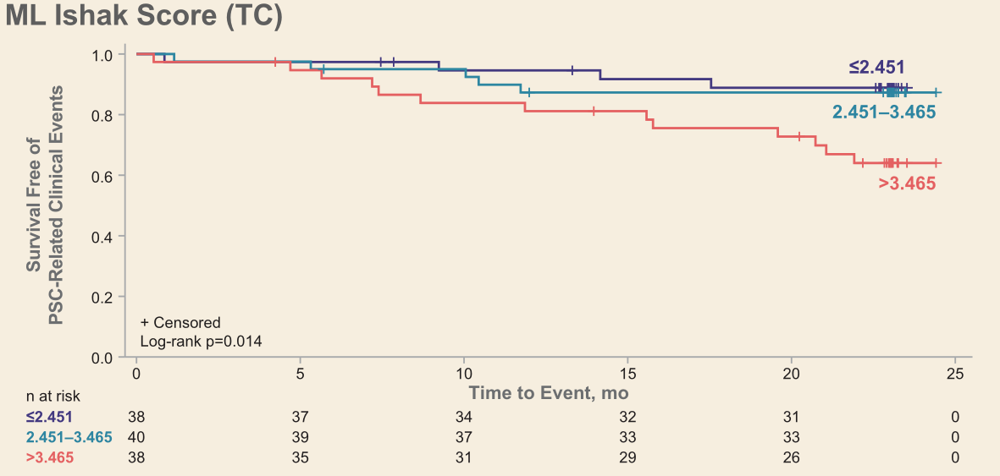 ML Ishak Score (TC)
Survival Free of
PSC-Related Clinical Events
1.0
0.8
0.6
0.4
0.2
0.0
≤2.451
2.451–3.465
>3.465
+ Censored
Log-rank p=0.014
0 5 10 15 20 25
Time to Event, mo
n at risk
≤2.451 38 37 34 32 31 0
2.451–3.465 40 39 37 33 33 0
>3.465 38 35 31 29 26 0